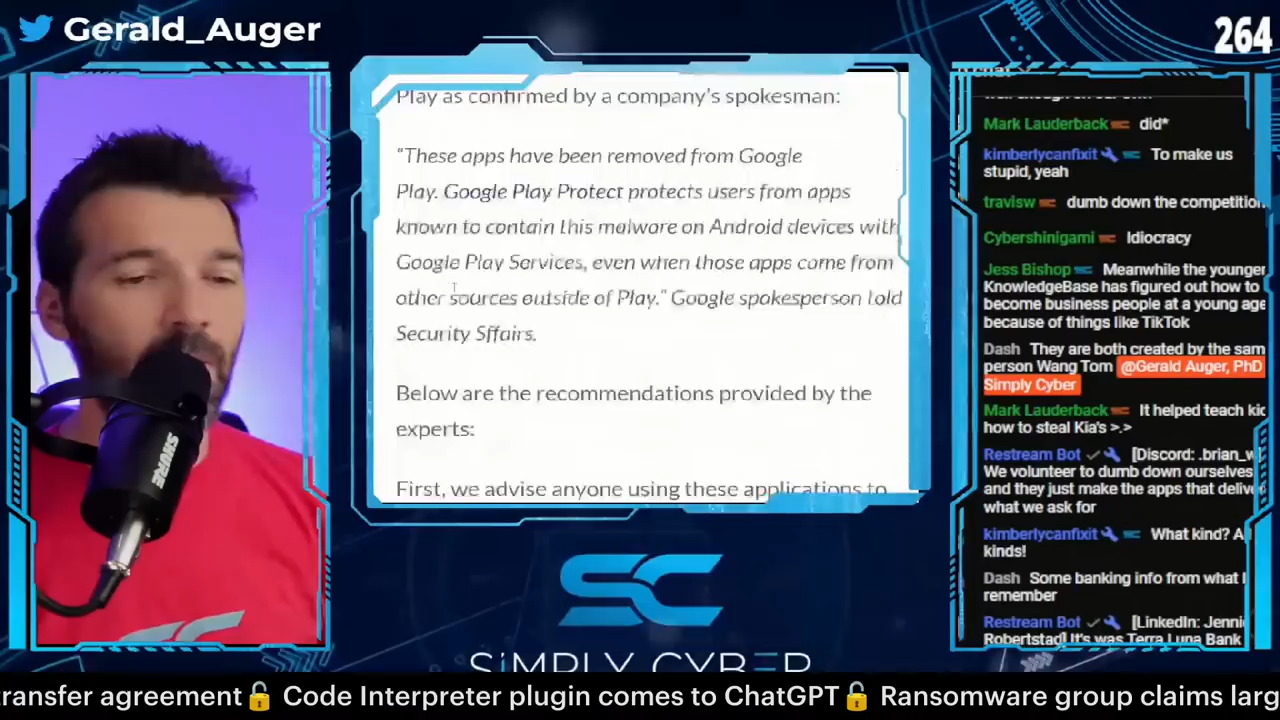 Gerald_Auger
264
Play as confirmed by a company's spokesman:
"These apps have been removed from Google
Play. Google Play Protect protects users from apps
known to contain this malware on Android devices with
Google Play Services, even when those apps come from
other sources outside of Play." Google spokesperson told
Security Sffairs.
Below are the recommendations provided by the
experts:
First, we advise anyone using these applications to
SHURE
SC
SIMPLY CYBER
Mark Lauderback did*
kimberlycanfixit To make us
stupid, yeah
travisw dumb down the competition
Cybershinigami Idiocracy
Jess Bishop Meanwhile the younger
KnowledgeBase has figured out how to
become business people at a young age
because of things like TikTok
Dash They are both created by the sam
person Wang Tom @Gerald Auger, PhD
Simply Cyber
Mark Lauderback It helped teach kid
how to steal Kia's >.>
Restream Bot [Discord: .brian_w
We volunteer to dumb down ourselves
and they just make the apps that delive
what we ask for
kimberlycanfixit What kind? A
kinds!
Dash Some banking info from what I
remember
Restream Bot [LinkedIn: Jenni
Robertstad] It's was Terra Luna Bank
transfer agreement🔓 Code Interpreter plugin comes to ChatGPT🔓 Ransomware group claims larg